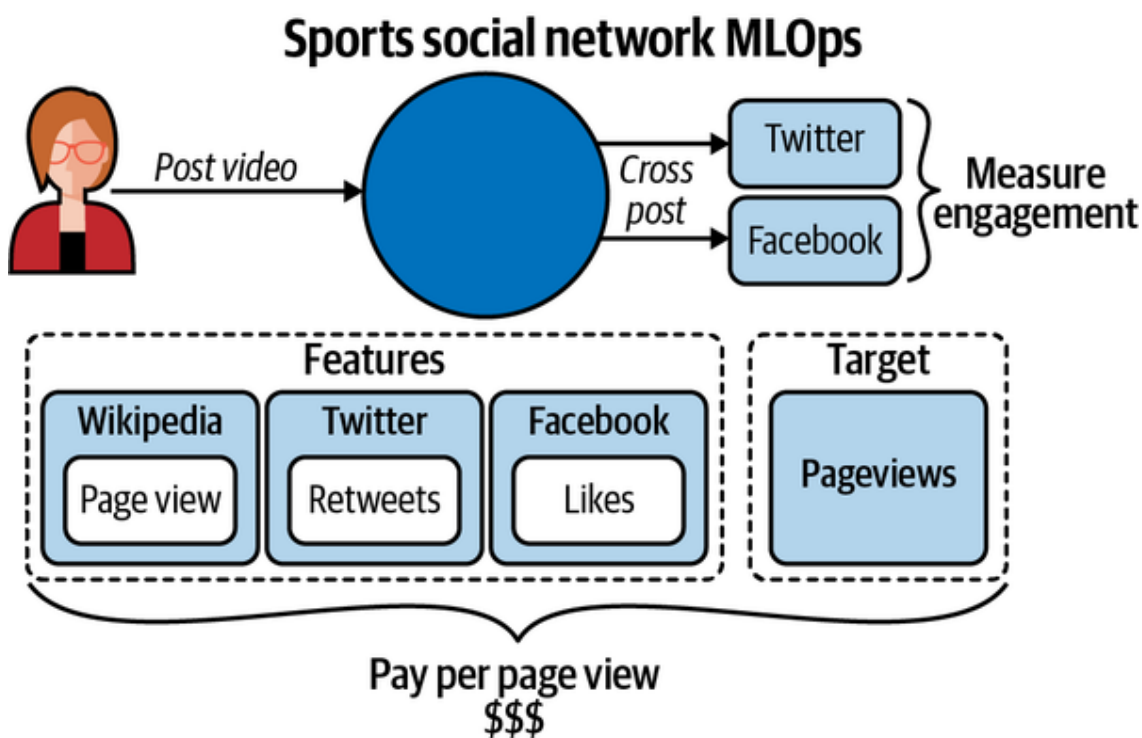 Sports social network MLOps
Post video
Cross
post
Twitter
Facebook
Measure
engagement
Features
Wikipedia
Page view
Twitter
Retweets
Facebook
Likes
Target
Pageviews
Pay per page view
$$$